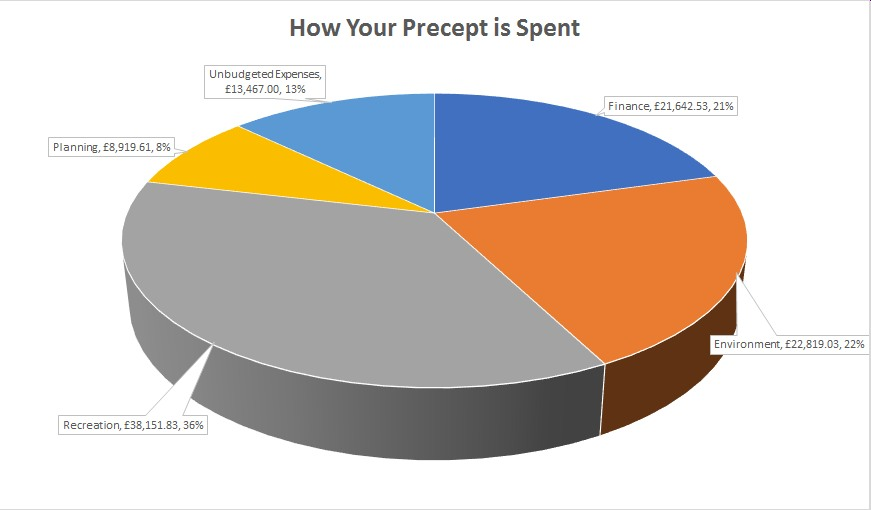 How Your Precept is Spent
Unbudgeted Expenses,
£13,467.00, 13%
Finance, £21,642.53, 21%
Planning, £8,919.61, 8%
Environment, £22,819.03, 22%
Recreation, £38,151.83, 36%